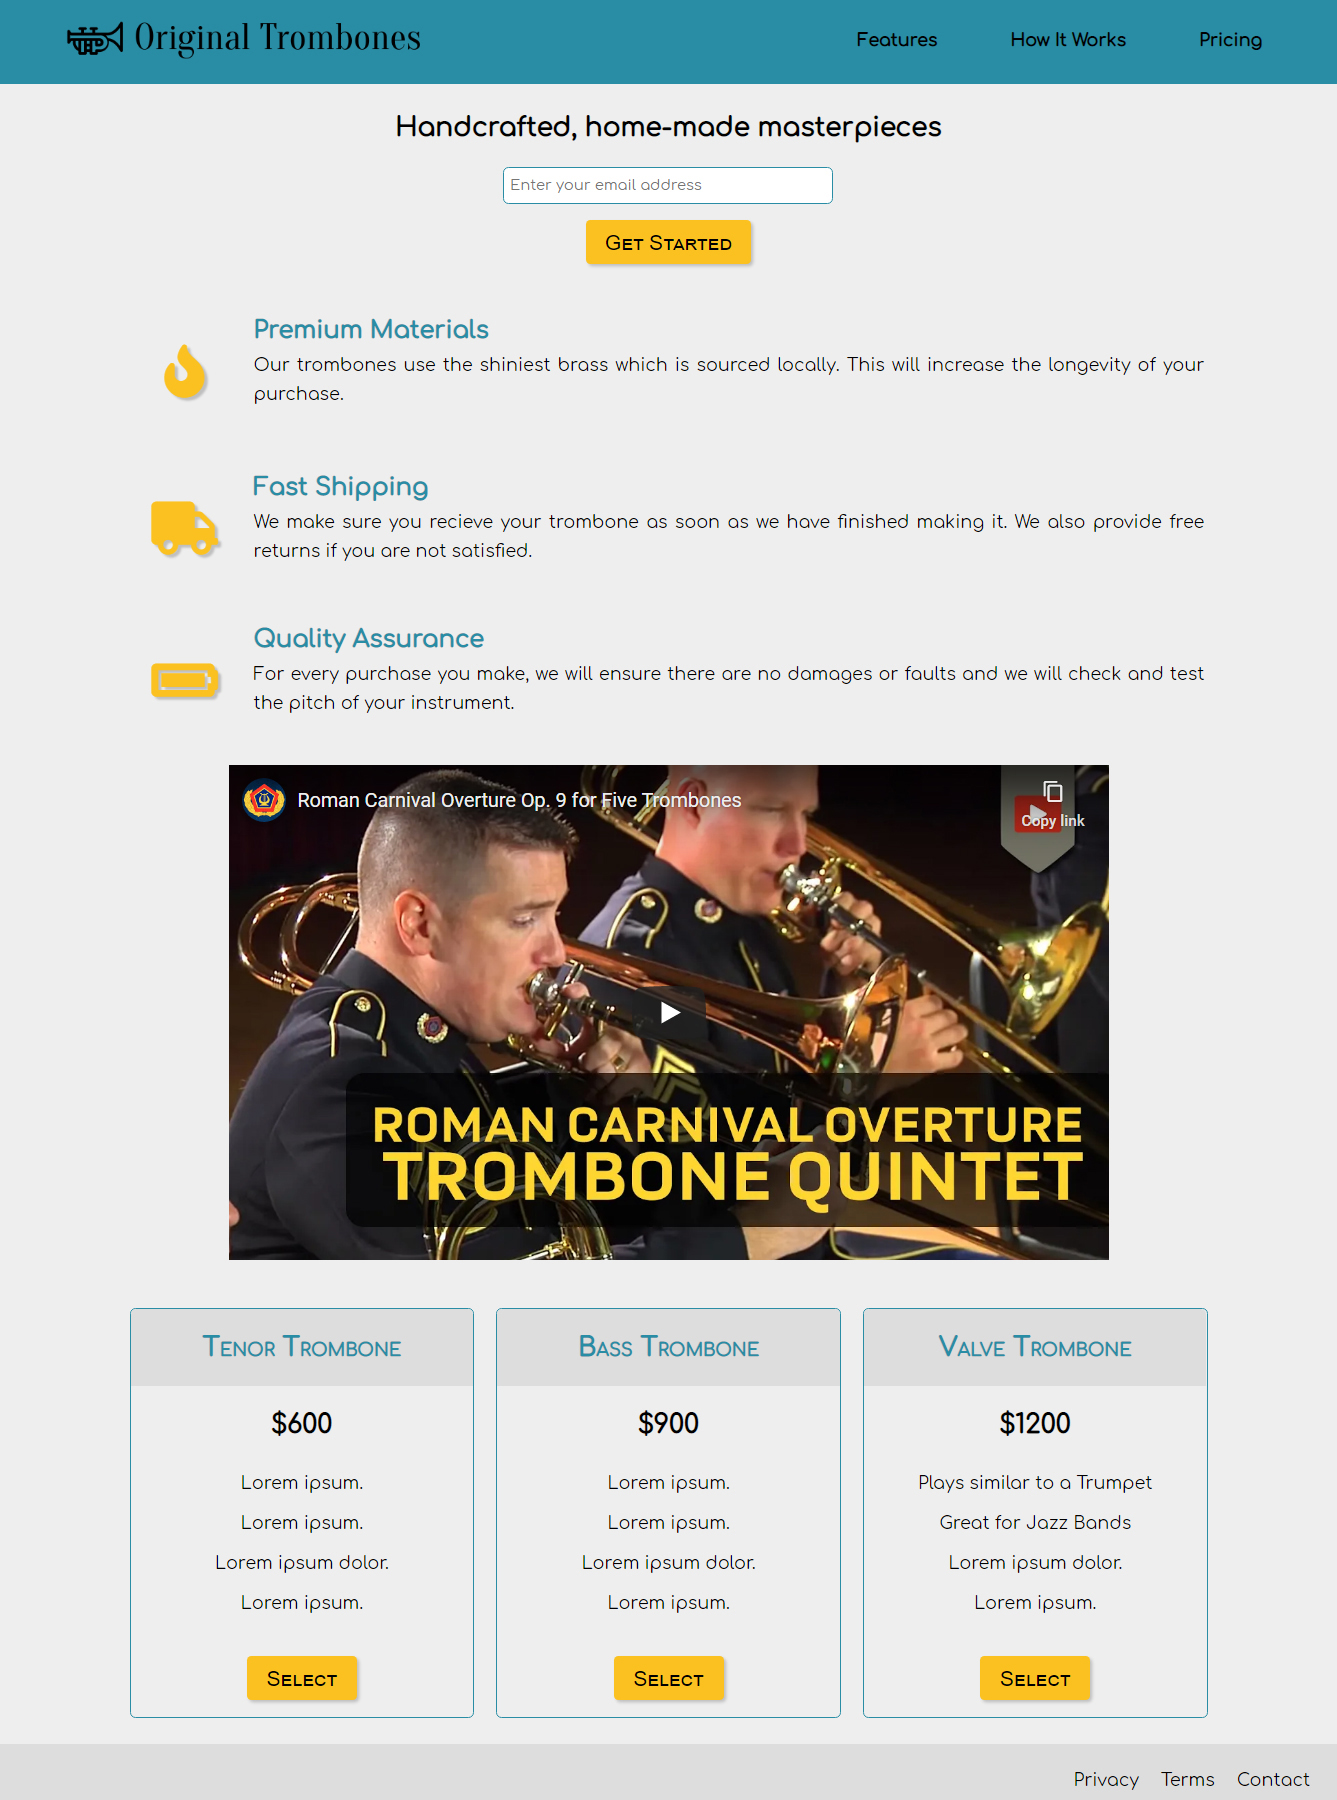 Original Trombones
Features
How It Works
Pricing
Handcrafted, home-made masterpieces
Enter your email address
Get Started
Premium Materials
Our trombones use the shiniest brass which is sourced locally. This will increase the longevity of your
purchase.
Fast Shipping
We make sure you recieve your trombone as soon as we have finished making it. We also provide free
returns if you are not satisfied.
Quality Assurance
For every purchase you make, we will ensure there are no damages or faults and we will check and test
the pitch of your instrument.
Roman Carnival Overture Op. 9 for Five Trombones
Copy link
ROMAN CARNIVAL OVERTURE
TROMBONE QUINTET
Tenor Trombone
$600
Lorem ipsum.
Lorem ipsum.
Lorem ipsum dolor.
Lorem ipsum.
Select
Bass Trombone
$900
Lorem ipsum.
Lorem ipsum.
Lorem ipsum dolor.
Lorem ipsum.
Select
Valve Trombone
$1200
Plays similar to a Trumpet
Great for Jazz Bands
Lorem ipsum dolor.
Lorem ipsum.
Select
Privacy
Terms
Contact